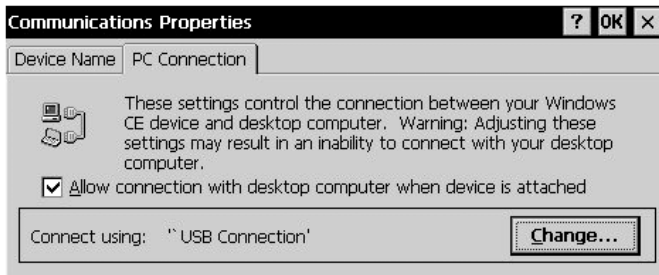 Communications Properties ? OK ×
Device Name PC Connection
These settings control the connection between your Windows
CE device and desktop computer. Warning: Adjusting these
settings may result in an inability to connect with your desktop
computer.
Allow connection with desktop computer when device is attached
Connect using: '`USB Connection' Change...